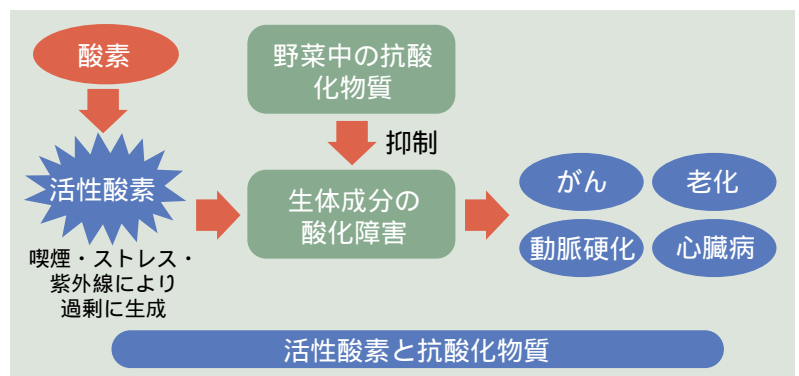 酸素
野菜中の抗酸
化物質
抑制
活性酸素
生体成分の
酸化障害
がん
老化
動脈硬化
心臓病
喫煙・ストレス・
紫外線により
過剰に生成
活性酸素と抗酸化物質